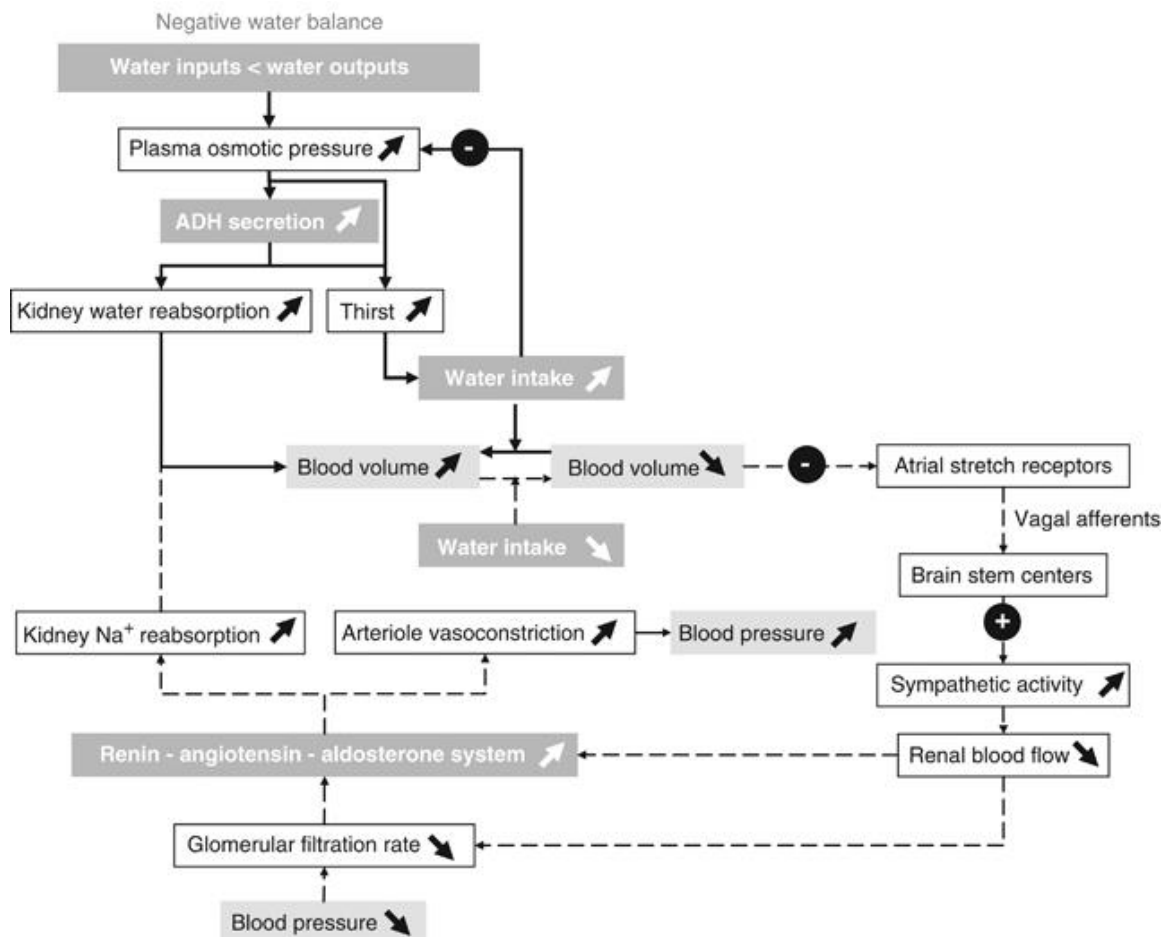 Negative water balance
Water inputs < water outputs
Plasma osmotic pressure
-
ADH secretion
Kidney water reabsorption
Thirst
Water intake
Blood volume
Blood volume
-
Atrial stretch receptors
Vagal afferents
Water intake
Brain stem centers
+
Kidney Na⁺ reabsorption
Arteriole vasoconstriction
Blood pressure
Sympathetic activity
Renin - angiotensin - aldosterone system
Renal blood flow
Glomerular filtration rate
Blood pressure